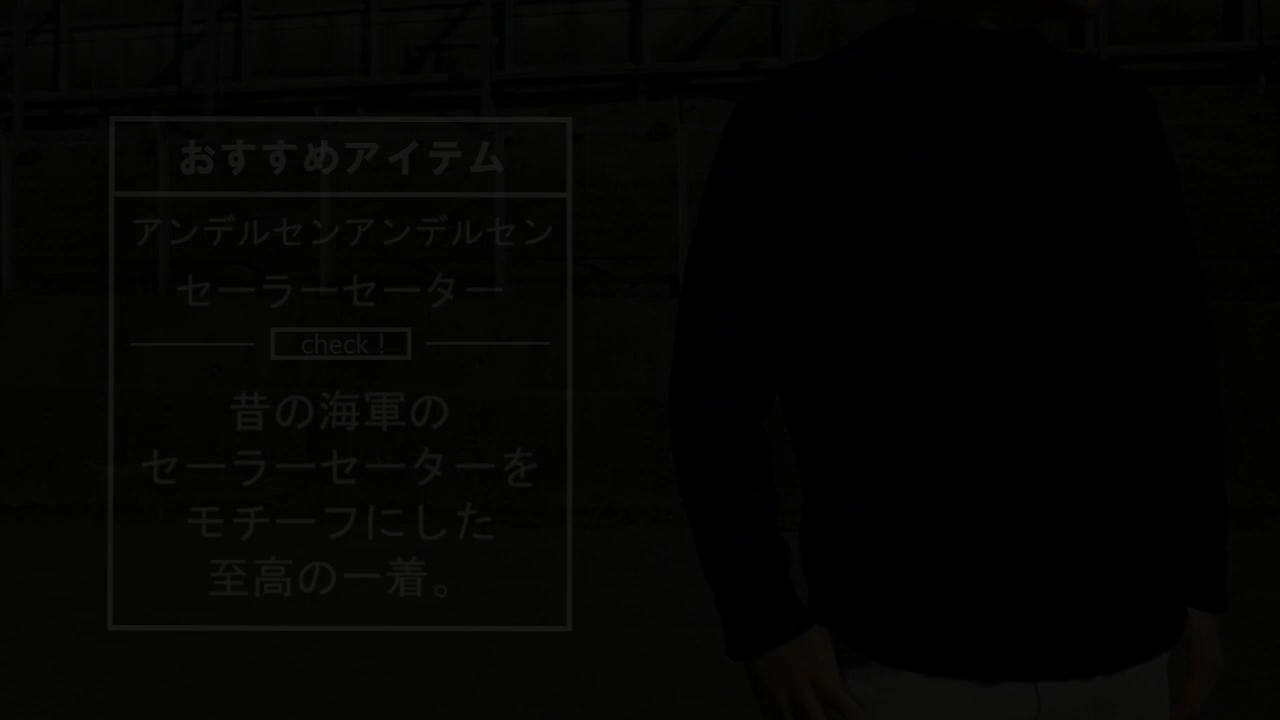 おすすめアイテム
アンデルセンアンデルセン
セーラーセーター
check !
昔の海軍の
セーラーセーターを
モチーフにした
至高の一着。